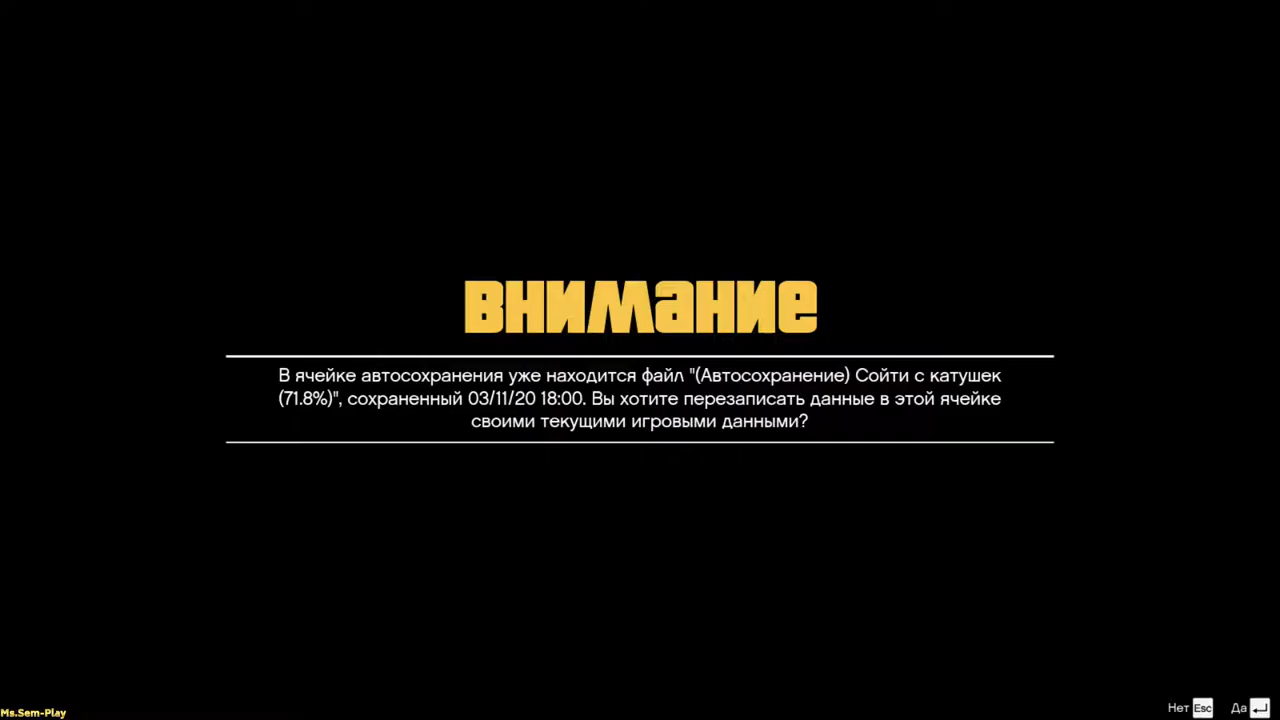 внимание
В ячейке автосохранения уже находится файл "(Автосохранение) Сойти с катушек
(71.8%)", сохраненный 03/11/20 18:00. Вы хотите перезаписать данные в этой ячейке
своими текущими игровыми данными?
Ms.Sem-Play
Нет Esc Да